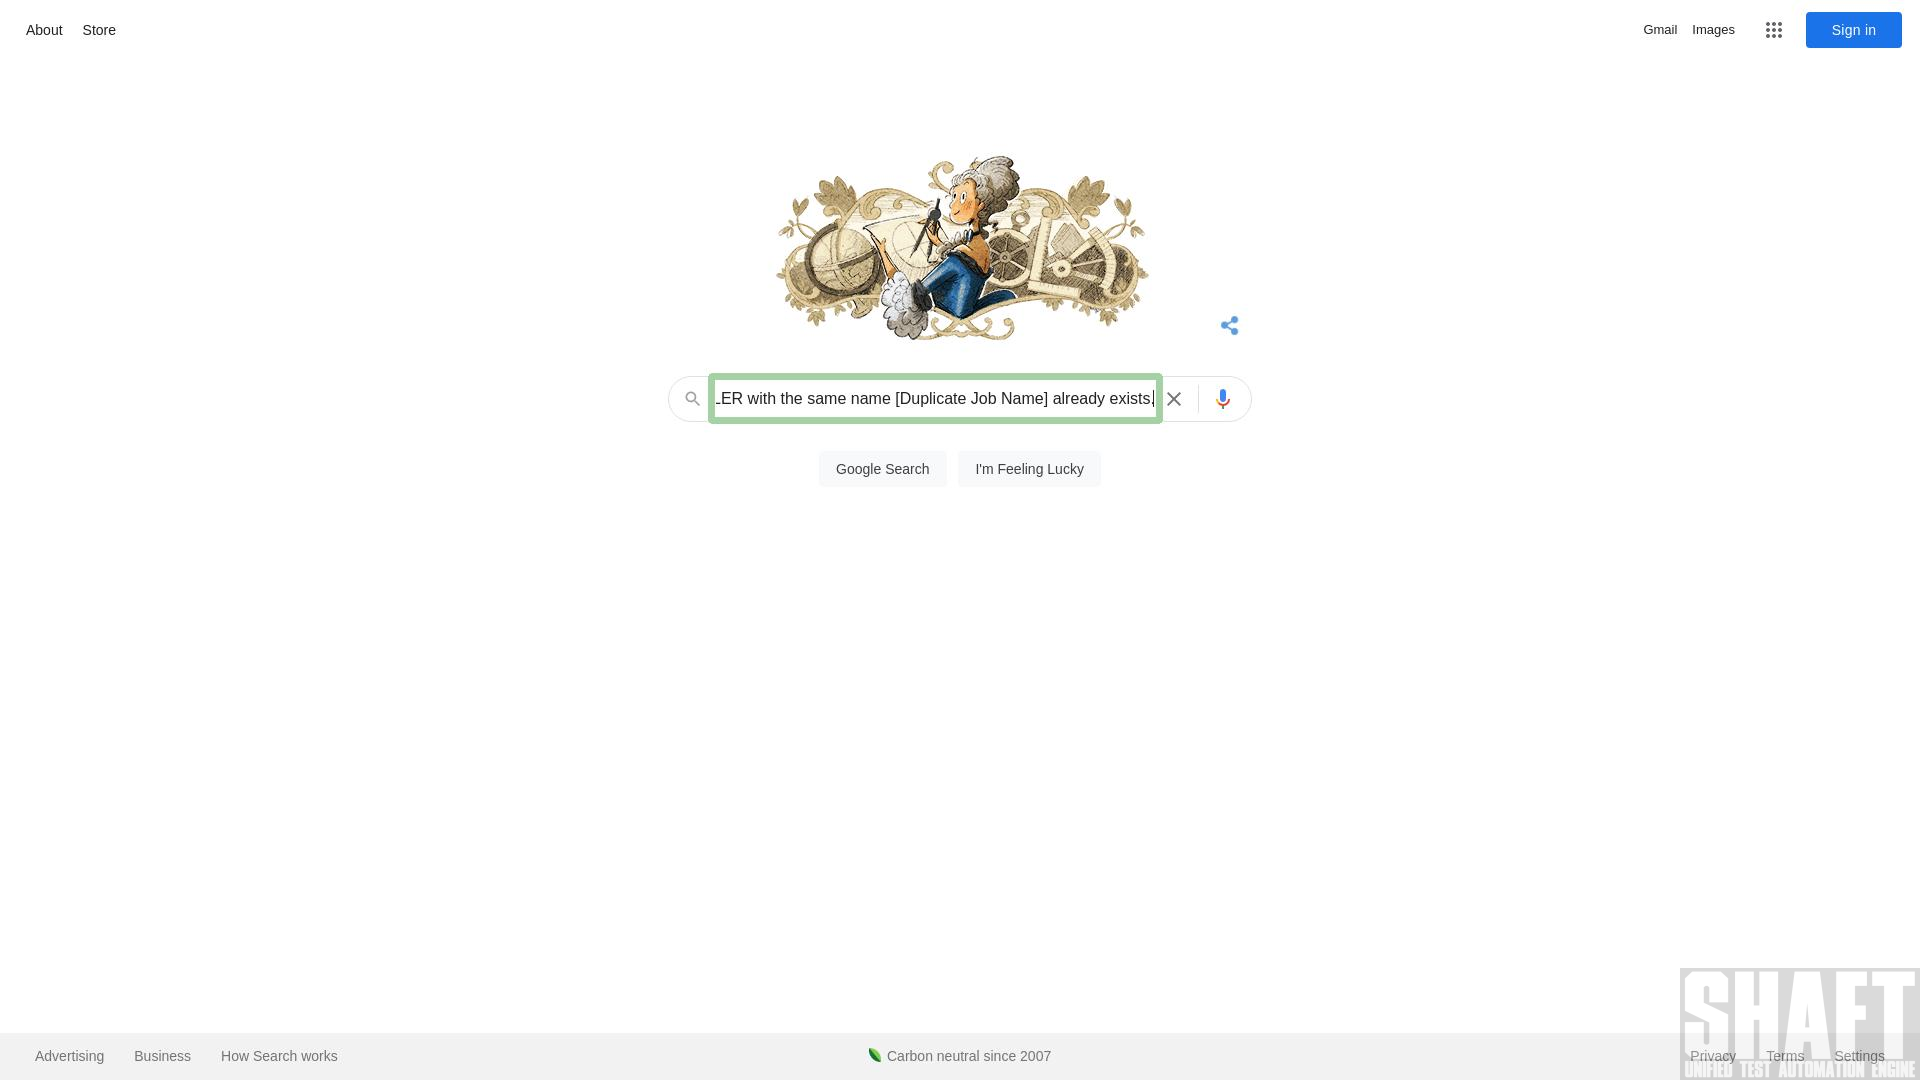 About Store
Gmail Images Sign in
LER with the same name [Duplicate Job Name] already exists.
Google Search I'm Feeling Lucky
Advertising Business How Search works Carbon neutral since 2007 Privacy Terms Settings
SHAFT
UNIFIED TEST AUTOMATION ENGINE